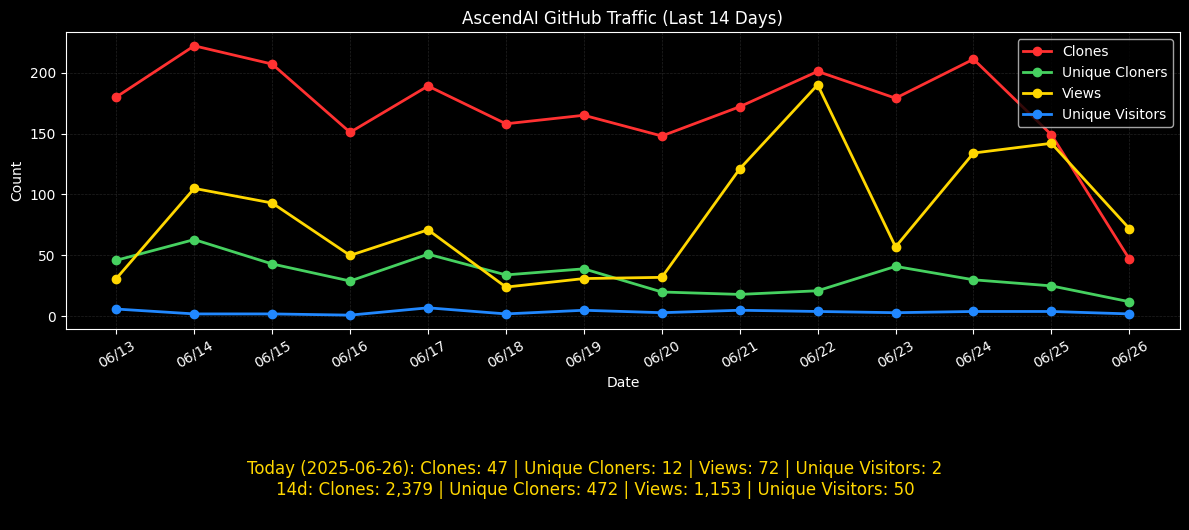 AscendAI GitHub Traffic (Last 14 Days)
Clones
Unique Cloners
Views
Unique Visitors
Count
200
150
100
50
0
06/13 06/14 06/15 06/16 06/17 06/18 06/19 06/20 06/21 06/22 06/23 06/24 06/25 06/26
Date
Today (2025-06-26): Clones: 47 | Unique Cloners: 12 | Views: 72 | Unique Visitors: 2
14d: Clones: 2,379 | Unique Cloners: 472 | Views: 1,153 | Unique Visitors: 50